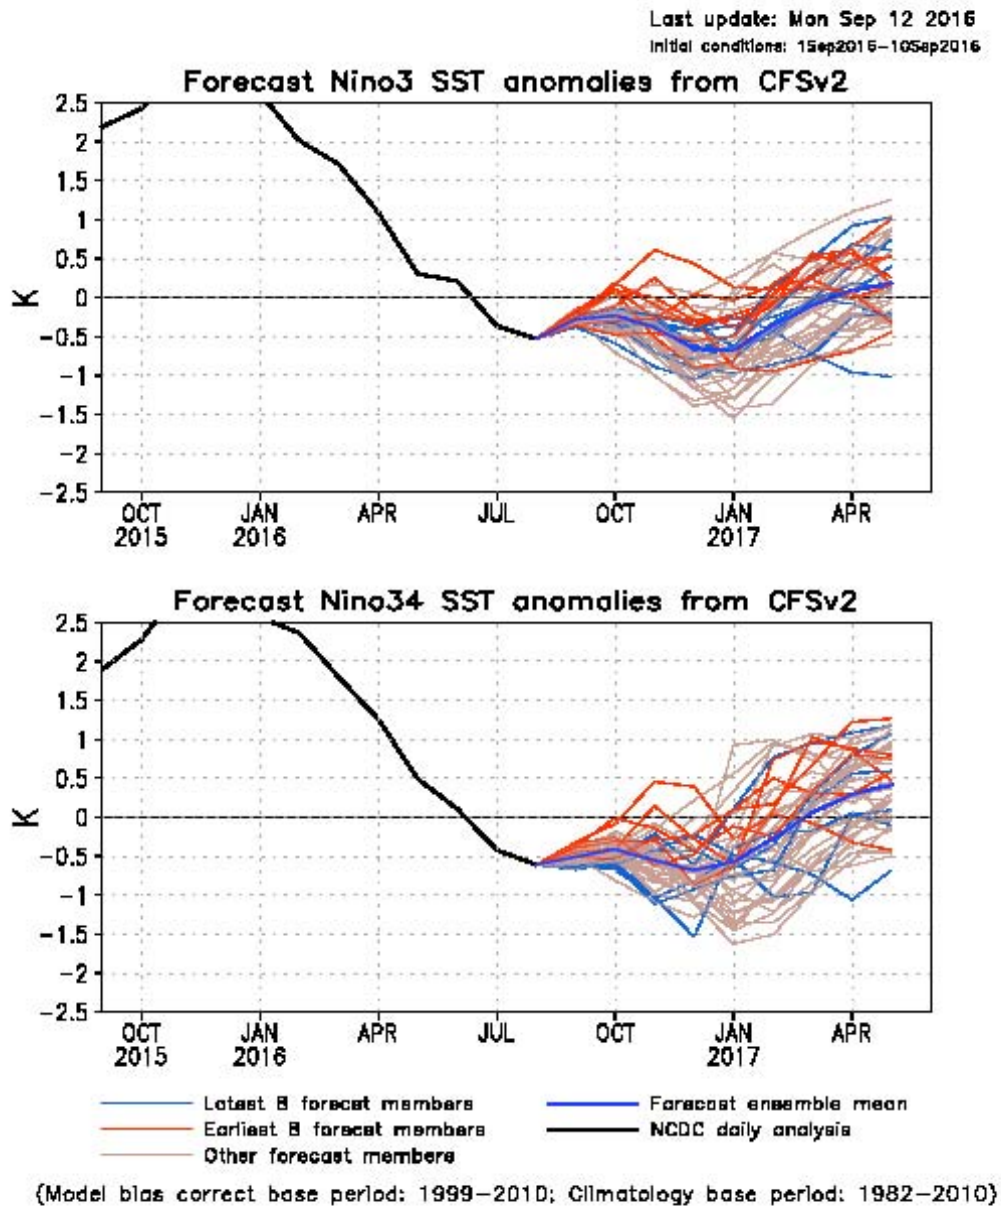 Last update: Mon Sep 12 2016
Initial conditions: 1Sep2016–10Sep2016
Forecast Nino3 SST anomalies from CFSv2
2.5
2
1.5
1
0.5
0
−0.5
−1
−1.5
−2
−2.5
K
OCT 2015
JAN 2016
APR
JUL
OCT
JAN 2017
APR
Forecast Nino34 SST anomalies from CFSv2
2.5
2
1.5
1
0.5
0
−0.5
−1
−1.5
−2
−2.5
K
OCT 2015
JAN 2016
APR
JUL
OCT
JAN 2017
APR
Latest 8 forecast members
Earliest 8 forecast members
Other forecast members
Forecast ensemble mean
NCDC daily analysis
(Model bias correct base period: 1999–2010; Climatology base period: 1982–2010)